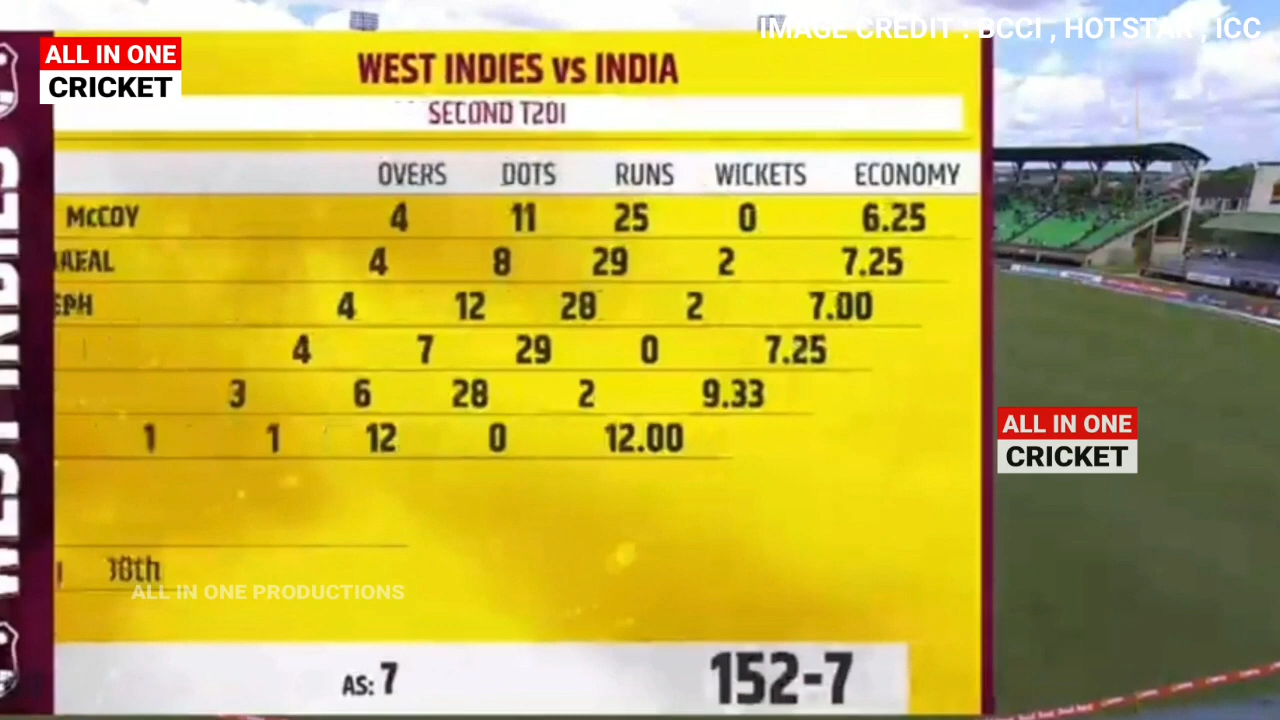 IMAGE CREDIT : BCCI , HOTSTAR , ICC
ALL IN ONE
CRICKET
WEST INDIES vs INDIA
SECOND T20I
OVERS DOTS RUNS WICKETS ECONOMY
McCOY 4 11 25 0 6.25
4 8 29 2 7.25
EPH 4 12 28 2 7.00
4 7 29 0 7.25
3 6 28 2 9.33
1 1 12 0 12.00
ALL IN ONE
CRICKET
ALL IN ONE PRODUCTIONS
AS: 7 152-7